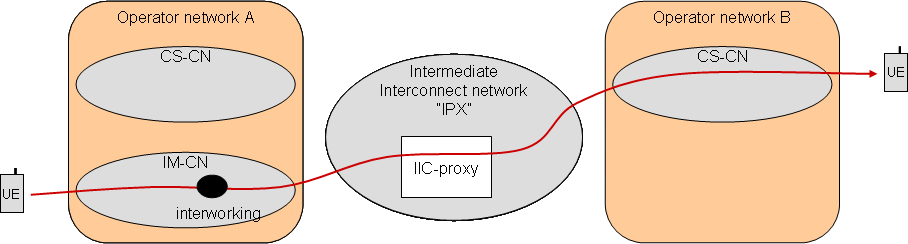 Operator network A
CS-CN
IM-CN
interworking
UE
Intermediate
Interconnect network
"IPX"
IIC-proxy
Operator network B
CS-CN
UE